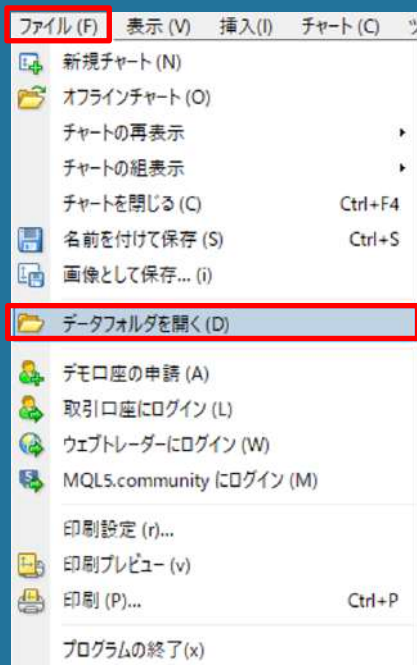 ファイル (F) 表示 (V) 挿入(I) チャート (C)
新規チャート (N)
オフラインチャート (O)
チャートの再表示
チャートの組表示
チャートを閉じる (C) Ctrl+F4
名前を付けて保存 (S) Ctrl+S
画像として保存... (i)
データフォルダを開く (D)
デモ口座の申請 (A)
取引口座にログイン (L)
ウェブトレーダーにログイン (W)
MQL5.community にログイン (M)
印刷設定 (r)...
印刷プレビュー (v)
印刷 (P)... Ctrl+P
プログラムの終了(x)